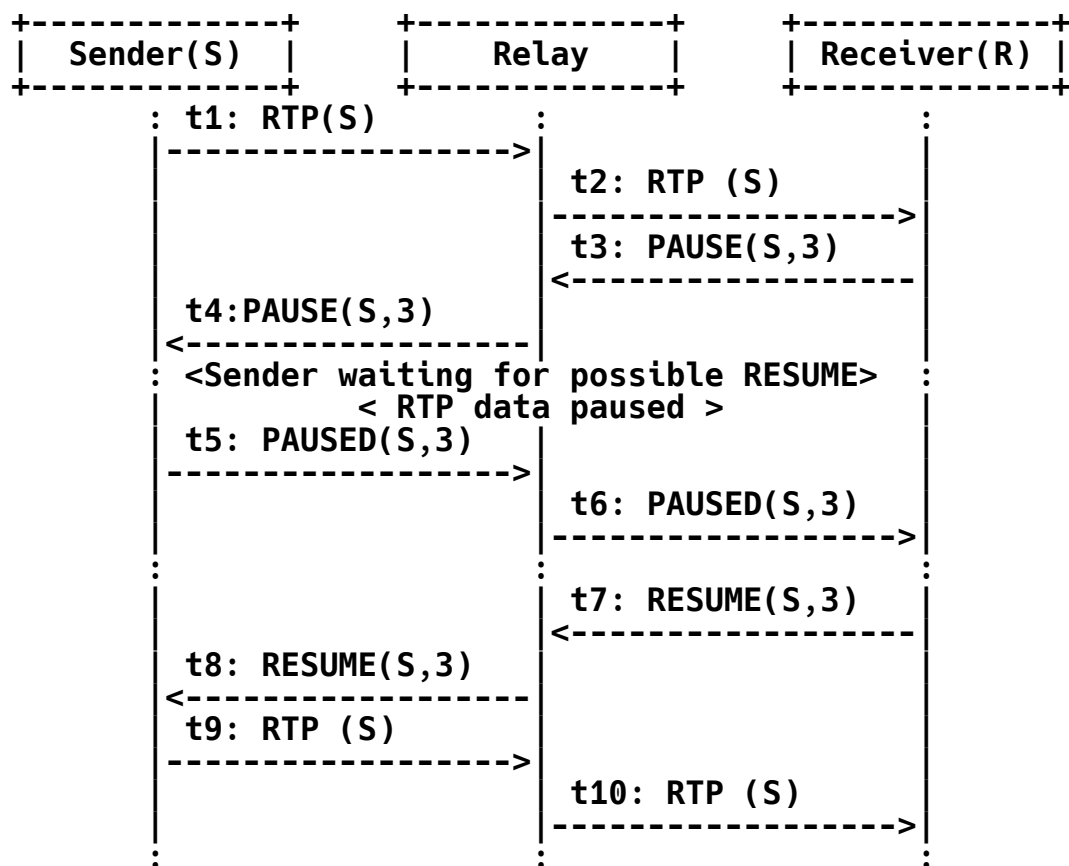 Sender(S) Relay Receiver(R)
t1: RTP(S)
t2: RTP (S)
t3: PAUSE(S,3)
t4:PAUSE(S,3)
<Sender waiting for possible RESUME>
< RTP data paused >
t5: PAUSED(S,3)
t6: PAUSED(S,3)
t7: RESUME(S,3)
t8: RESUME(S,3)
t9: RTP (S)
t10: RTP (S)